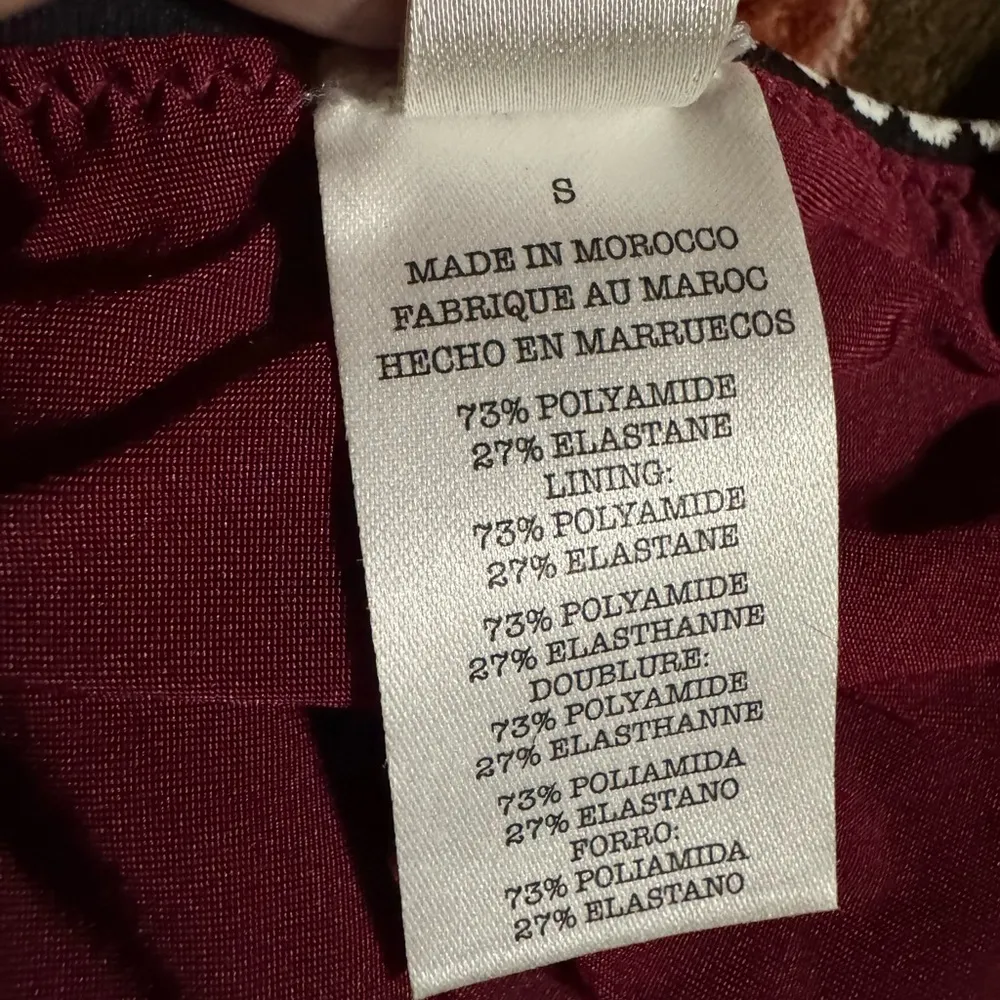 S
MADE IN MOROCCO
FABRIQUE AU MAROC
HECHO EN MARRUECOS
73% POLYAMIDE
27% ELASTANE
LINING:
73% POLYAMIDE
27% ELASTANE
73% POLYAMIDE
27% ELASTHANNE
DOUBLURE:
73% POLYAMIDE
27% ELASTHANNE
73% POLIAMIDA
27% ELASTANO
FORRO:
73% POLIAMIDA
27% ELASTANO